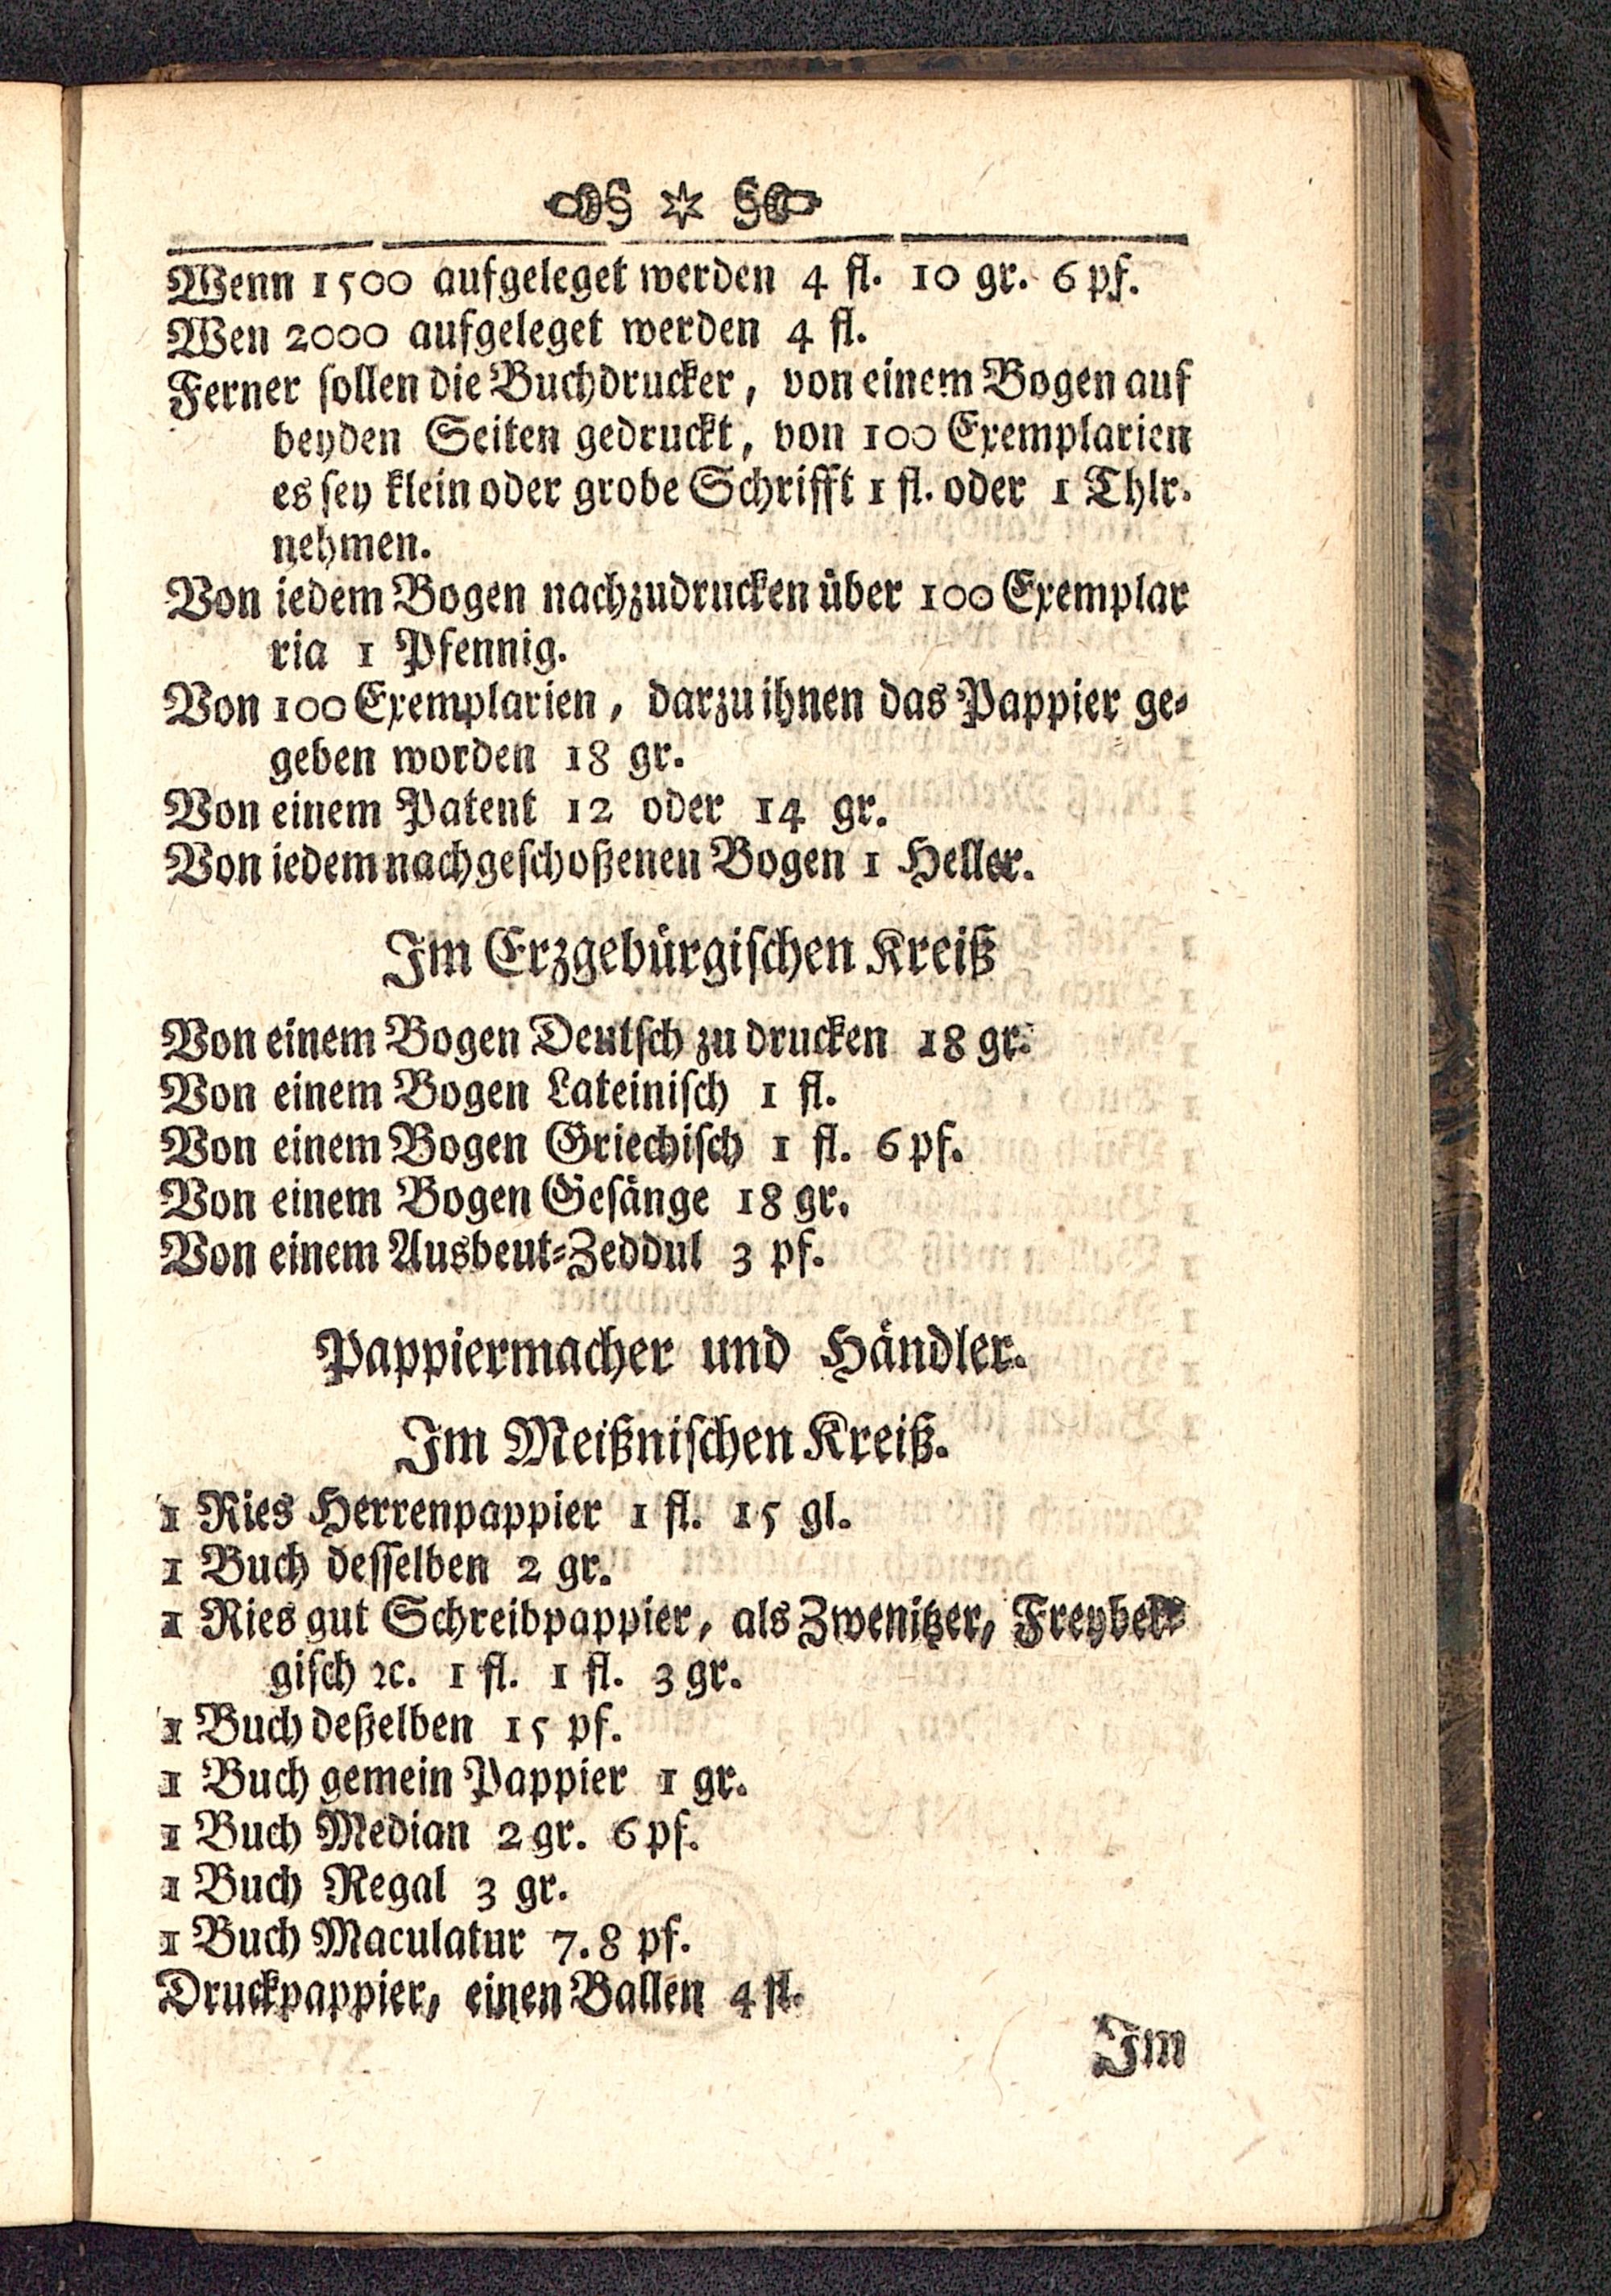 Wenn 1500 aufgeleget werden 4 fl. 10 gr. 6 pf.
Wen 2000 aufgeleget werden 4 fl.
Ferner sollen die Buchdrucker, von einem Bogen auf
beyden Seiten gedruckt, von 100 Exemplarien
es sey klein oder grobe Schrifft 1 fl. oder 1 Thlr.
nehmen.
Von iedem Bogen nachzudrucken über 100 Exemplar
ria 1 Pfennig.
Von 100 Exemplarien, darzu ihnen das Pappier ge-
geben worden 18 gr.
Von einem Patent 12 oder 14 gr.
Von iedem nachgeschoßenen Bogen 1 Heller.
Im Erzgebürgischen Kreiß
Von einem Bogen Deutsch zu drucken 18 gr.
Von einem Bogen Lateinisch 1 fl.
Von einem Bogen Griechisch 1 fl. 6 pf.
Von einem Bogen Gesänge 18 gr.
Von einem Ausbeut-Zeddul 3 pf.
Pappiermacher und Händler.
Im Meißnischen Kreiß.
1 Ries Herrenpappier 1 fl. 15 gl.
1 Buch desselben 2 gr.
1 Ries gut Schreibpappier, als Zwenitzer, Freyber-
gisch ꝛc. 1 fl. 1 fl. 3 gr.
1 Buch deßelben 15 pf.
1 Buch gemein Pappier 1 gr.
1 Buch Median 2 gr. 6 pf.
1 Buch Regal 3 gr.
1 Buch Maculatur 7. 8 pf.
Druckpappier, einen Ballen 4 fl.
Im